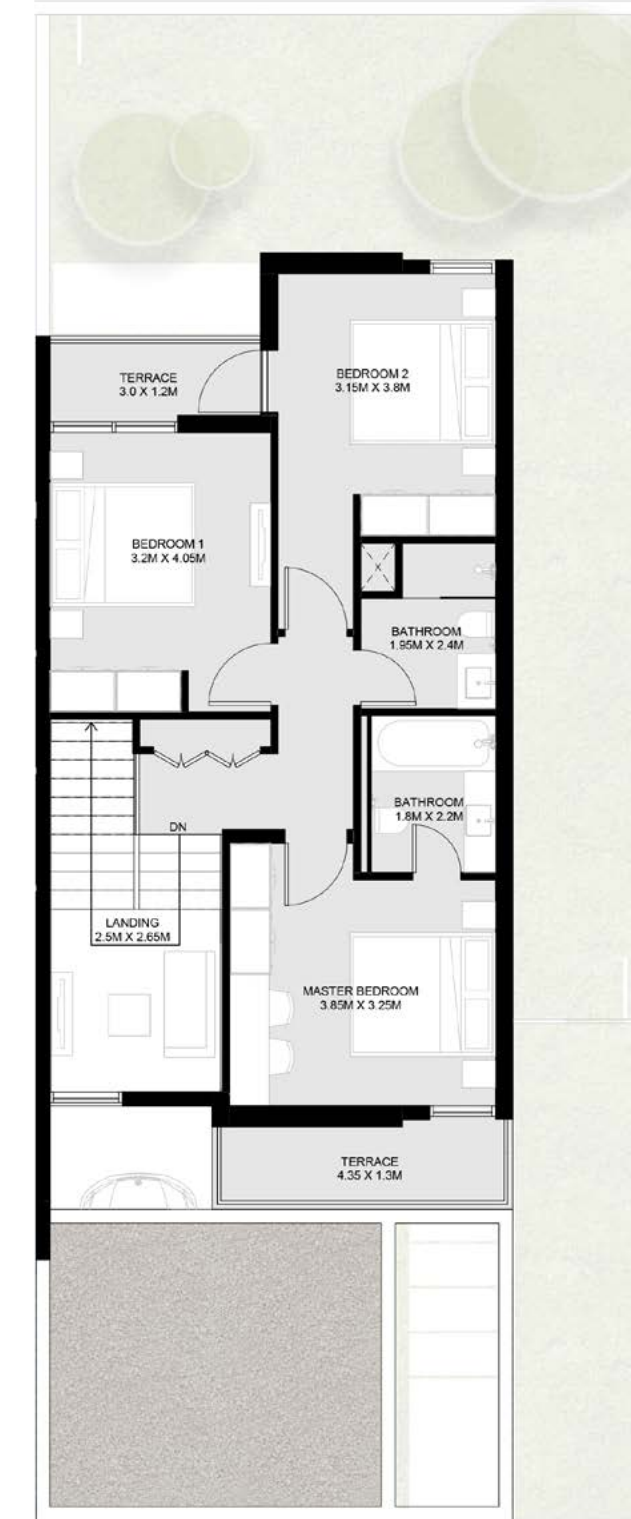 TERRACE
3.0 X 1.2M
BEDROOM 2
3.15M X 3.8M
BEDROOM 1
3.2M X 4.05M
BATHROOM
1.95M X 2.4M
BATHROOM
1.8M X 2.2M
DN
LANDING
2.5M X 2.65M
MASTER BEDROOM
3.85M X 3.25M
TERRACE
4.35 X 1.3M